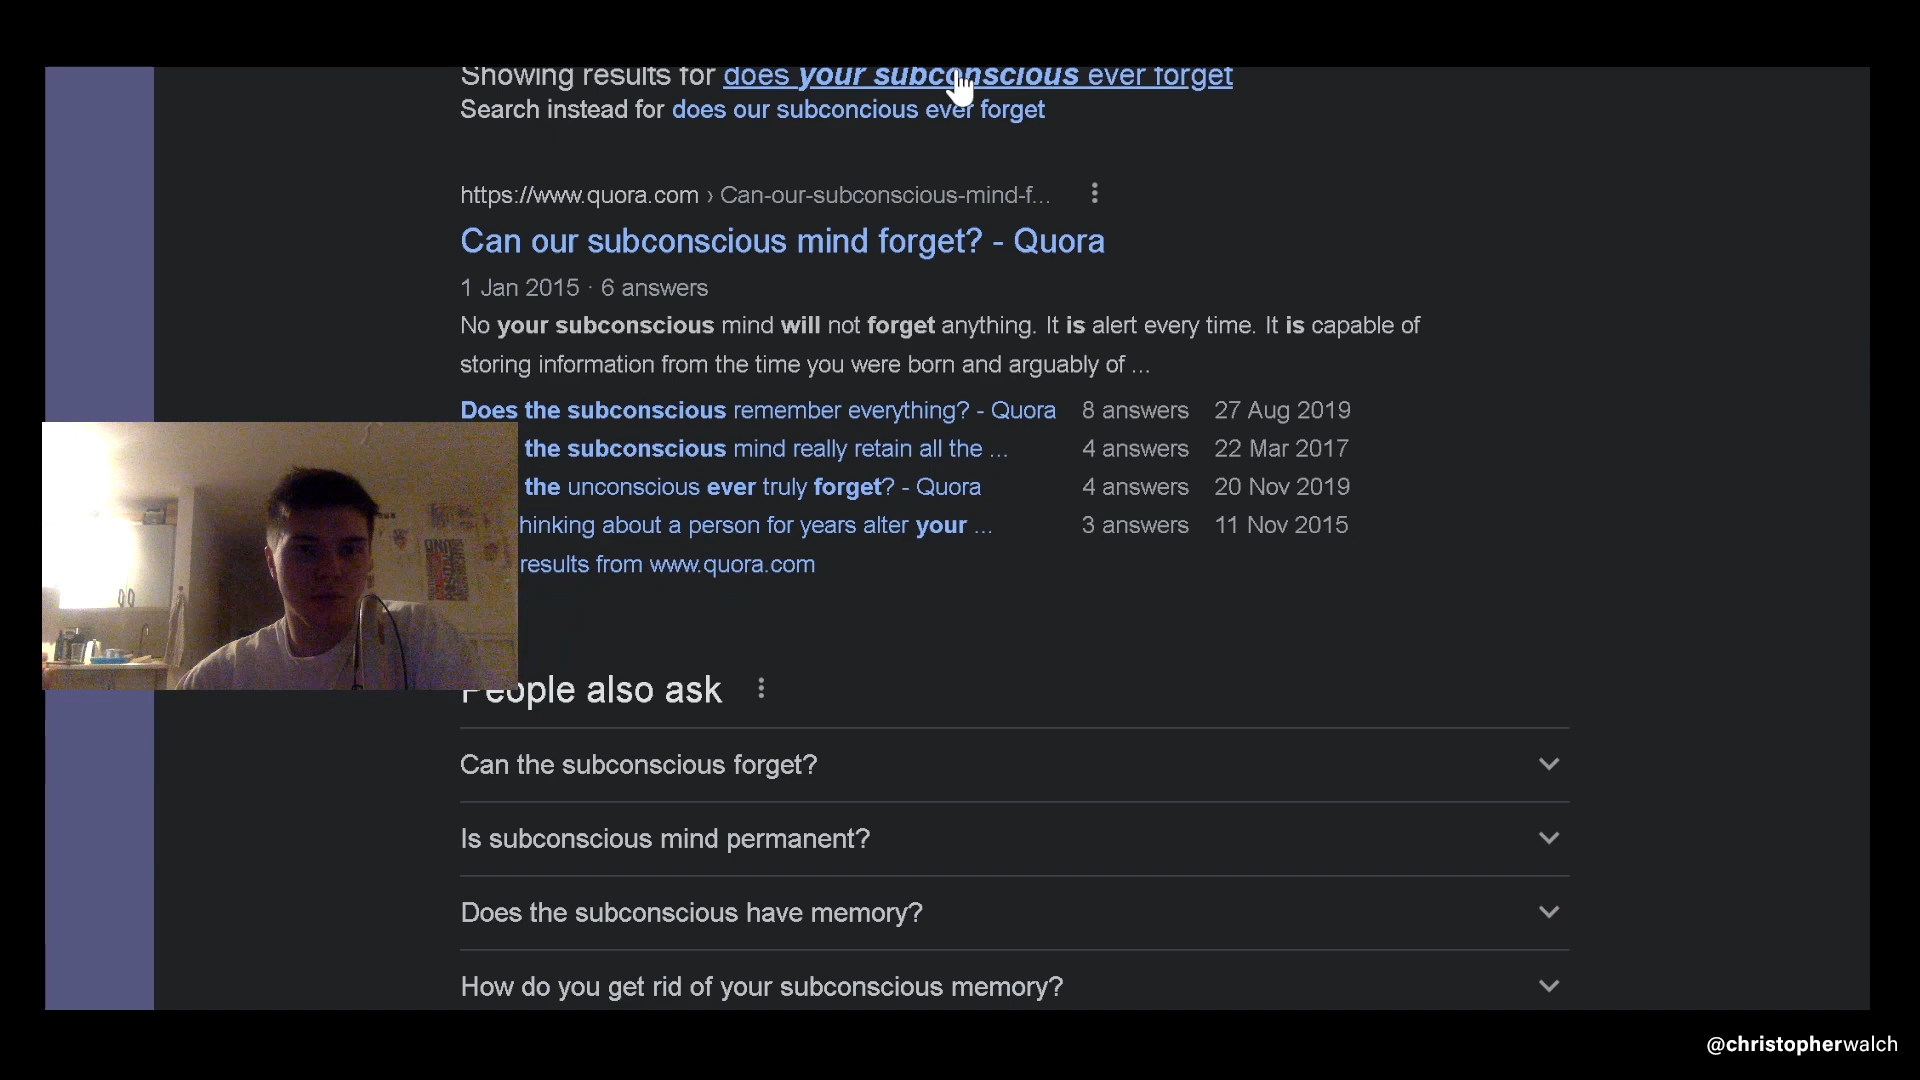 Showing results for does your subconscious ever forget
Search instead for does our subconcious ever forget
https://www.quora.com › Can-our-subconscious-mind-f...
Can our subconscious mind forget? - Quora
1 Jan 2015 · 6 answers
No your subconscious mind will not forget anything. It is alert every time. It is capable of
storing information from the time you were born and arguably of ...
Does the subconscious remember everything? - Quora 8 answers 27 Aug 2019
the subconscious mind really retain all the ... 4 answers 22 Mar 2017
the unconscious ever truly forget? - Quora 4 answers 20 Nov 2019
hinking about a person for years alter your ... 3 answers 11 Nov 2015
results from www.quora.com
People also ask
Can the subconscious forget?
Is subconscious mind permanent?
Does the subconscious have memory?
How do you get rid of your subconscious memory?
@christopherwalch